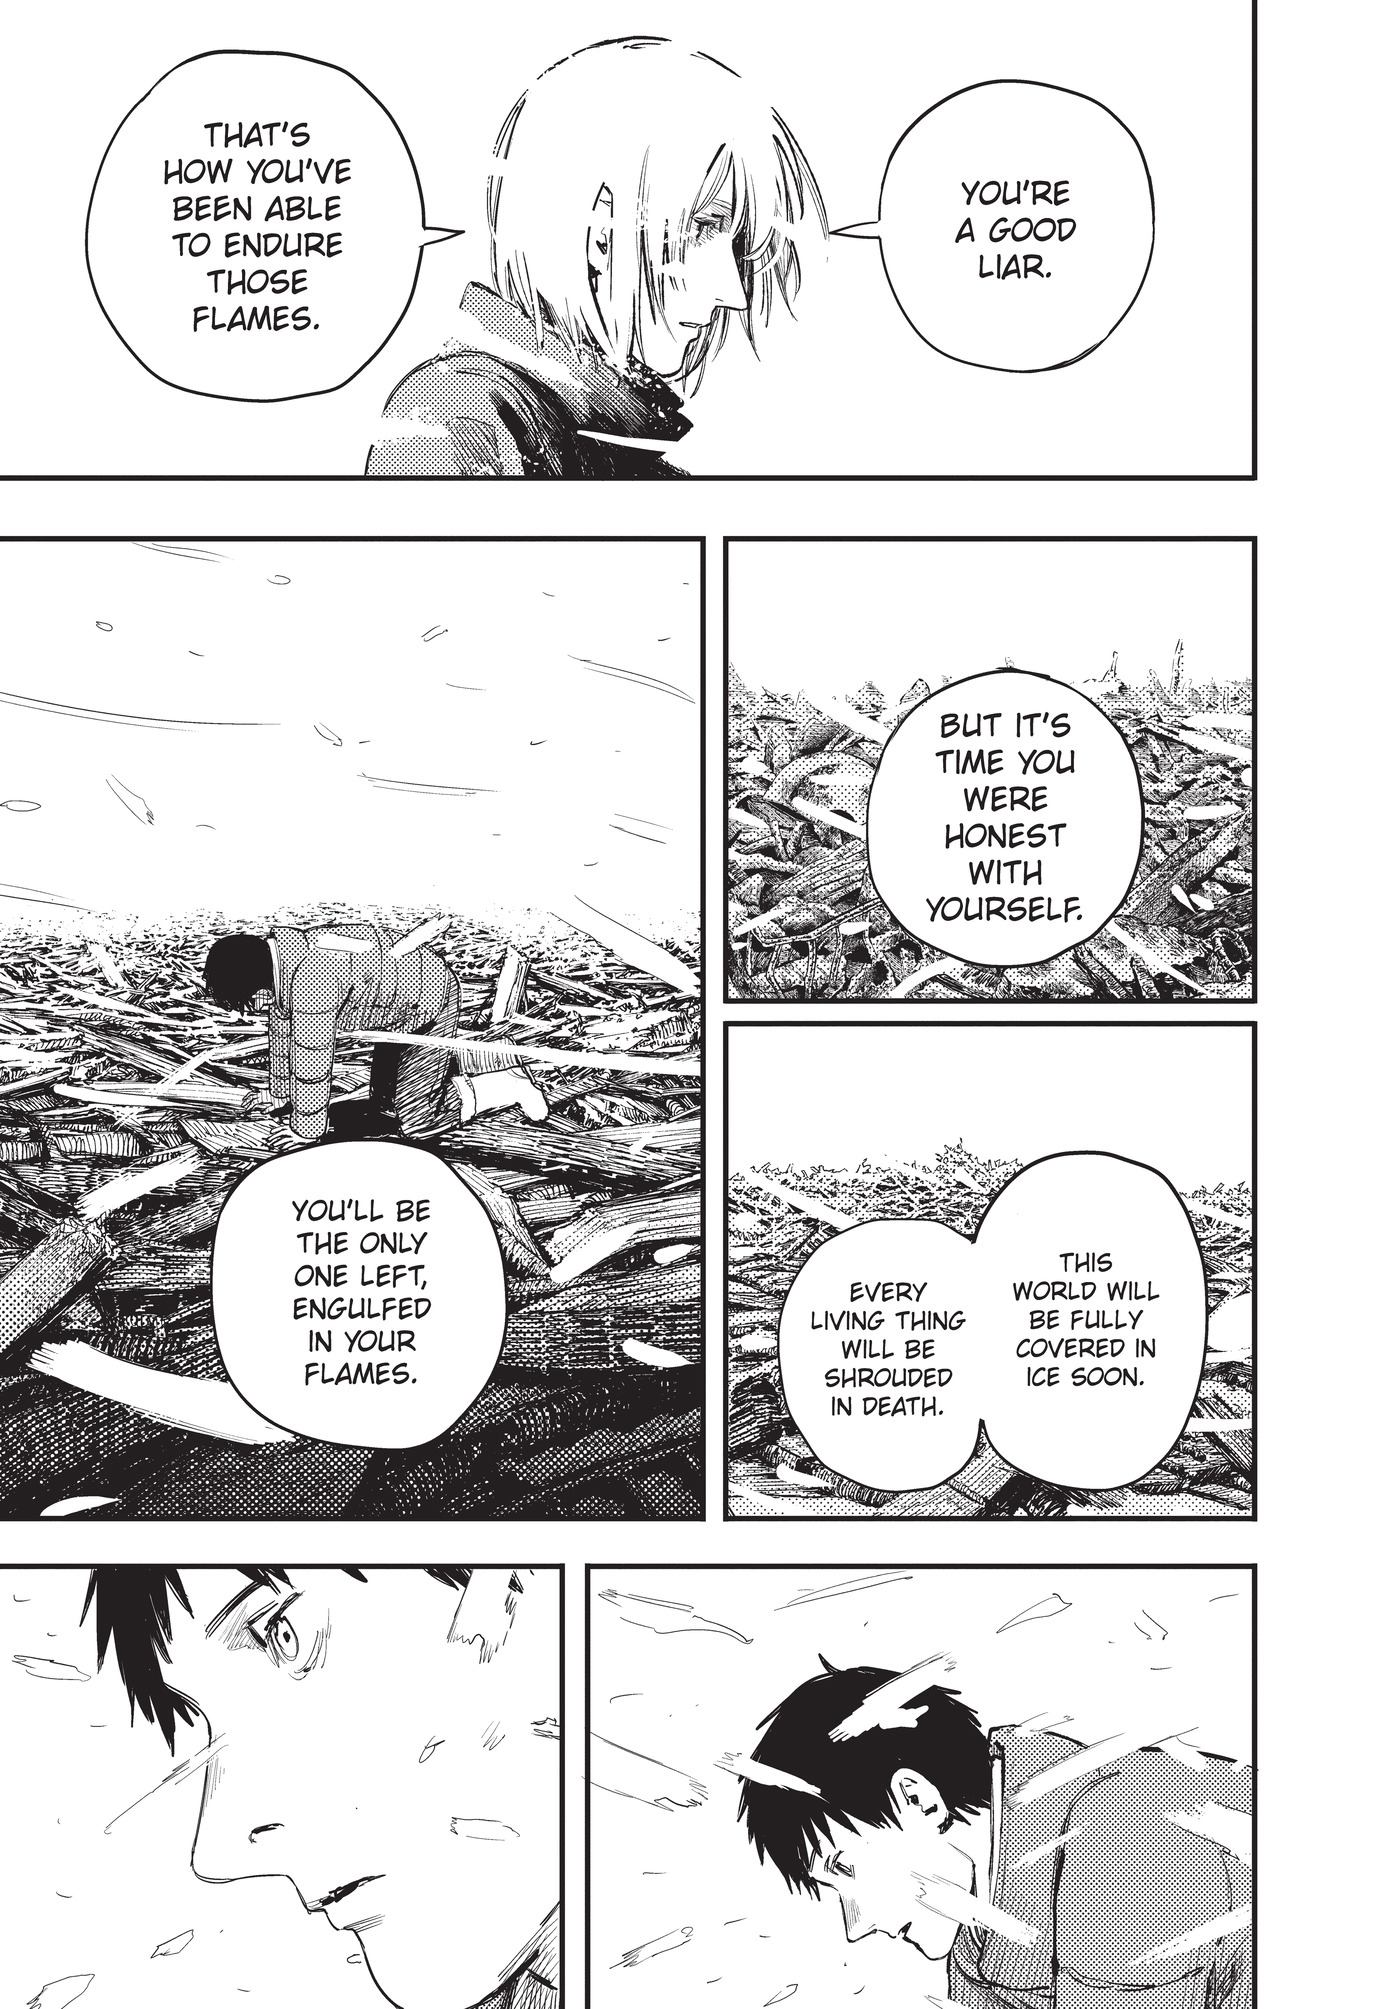 YOU'RE
A GOOD
LIAR.
THAT'S
HOW YOU'VE
BEEN ABLE
TO ENDURE
THOSE
FLAMES.
BUT IT'S
TIME YOU
WERE
HONEST
WITH
YOURSELF.
THIS
WORLD WILL
BE FULLY
COVERED IN
ICE SOON.
EVERY
LIVING THING
WILL BE
SHROUDED
IN DEATH.
YOU'LL BE
THE ONLY
ONE LEFT,
ENGULFED
IN YOUR
FLAMES.